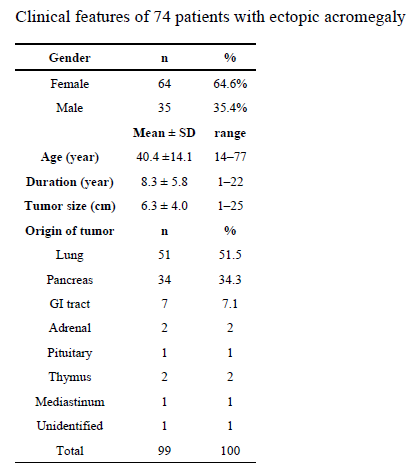 Clinical features of 74 patients with ectopic acromegaly
Gender n %
Female 64 64.6%
Male 35 35.4%
Mean ± SD range
Age (year) 40.4 ±14.1 14–77
Duration (year) 8.3 ± 5.8 1–22
Tumor size (cm) 6.3 ± 4.0 1–25
Origin of tumor n %
Lung 51 51.5
Pancreas 34 34.3
GI tract 7 7.1
Adrenal 2 2
Pituitary 1 1
Thymus 2 2
Mediastinum 1 1
Unidentified 1 1
Total 99 100